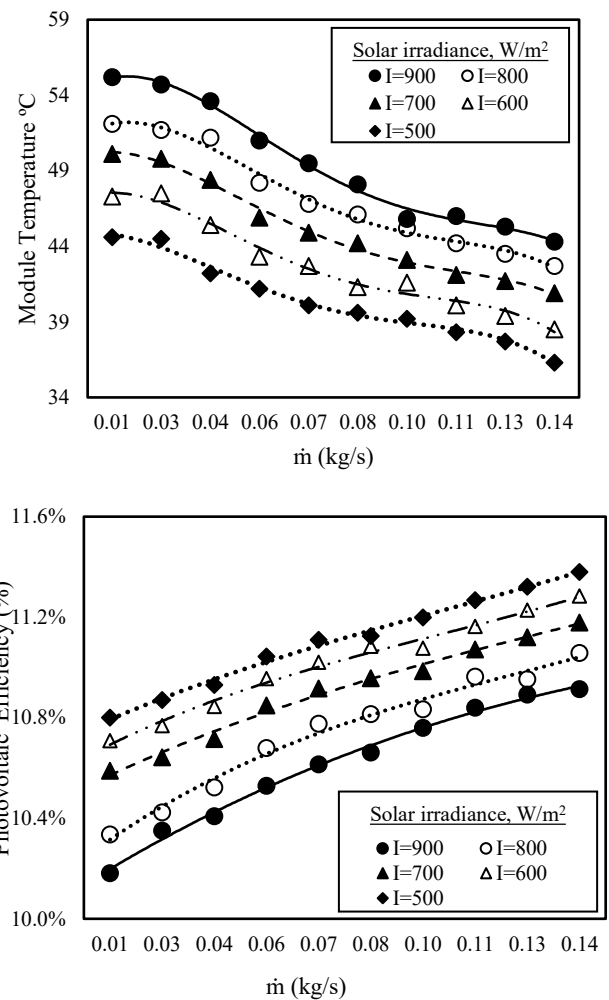 59
54
49
44
39
34
Module Temperature ºC
Solar irradiance, W/m²
I=900 I=800
I=700 I=600
I=500
0.01 0.03 0.04 0.06 0.07 0.08 0.10 0.11 0.13 0.14
ṁ (kg/s)
11.6%
11.2%
10.8%
10.4%
10.0%
Photovoltaic Efficiency (%)
Solar irradiance, W/m²
I=900 I=800
I=700 I=600
I=500
0.01 0.03 0.04 0.06 0.07 0.08 0.10 0.11 0.13 0.14
ṁ (kg/s)